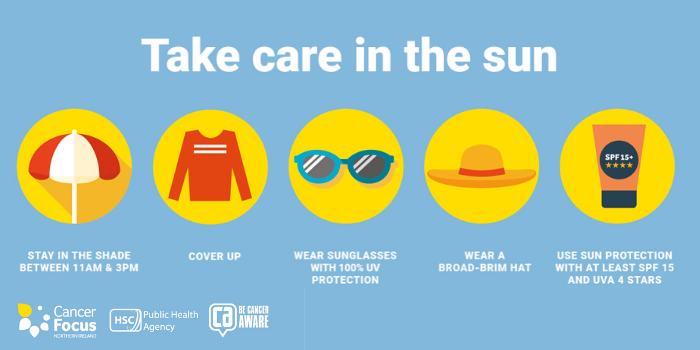 Take care in the sun
SPF 15+
STAY IN THE SHADE
BETWEEN 11AM & 3PM
COVER UP
WEAR SUNGLASSES
WITH 100% UV
PROTECTION
WEAR A
BROAD-BRIM HAT
USE SUN PROTECTION
WITH AT LEAST SPF 15
AND UVA 4 STARS
Cancer
Focus
NORTHERN IRELAND
HSC
Public Health
Agency
ca
BE CANCER
AWARE